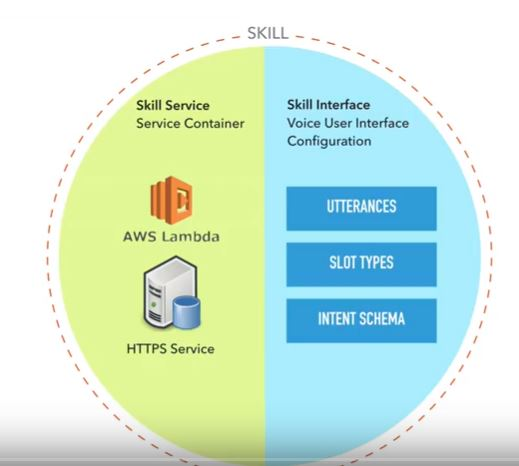 SKILL
Skill Service
Service Container
AWS Lambda
HTTPS Service
Skill Interface
Voice User Interface
Configuration
UTTERANCES
SLOT TYPES
INTENT SCHEMA